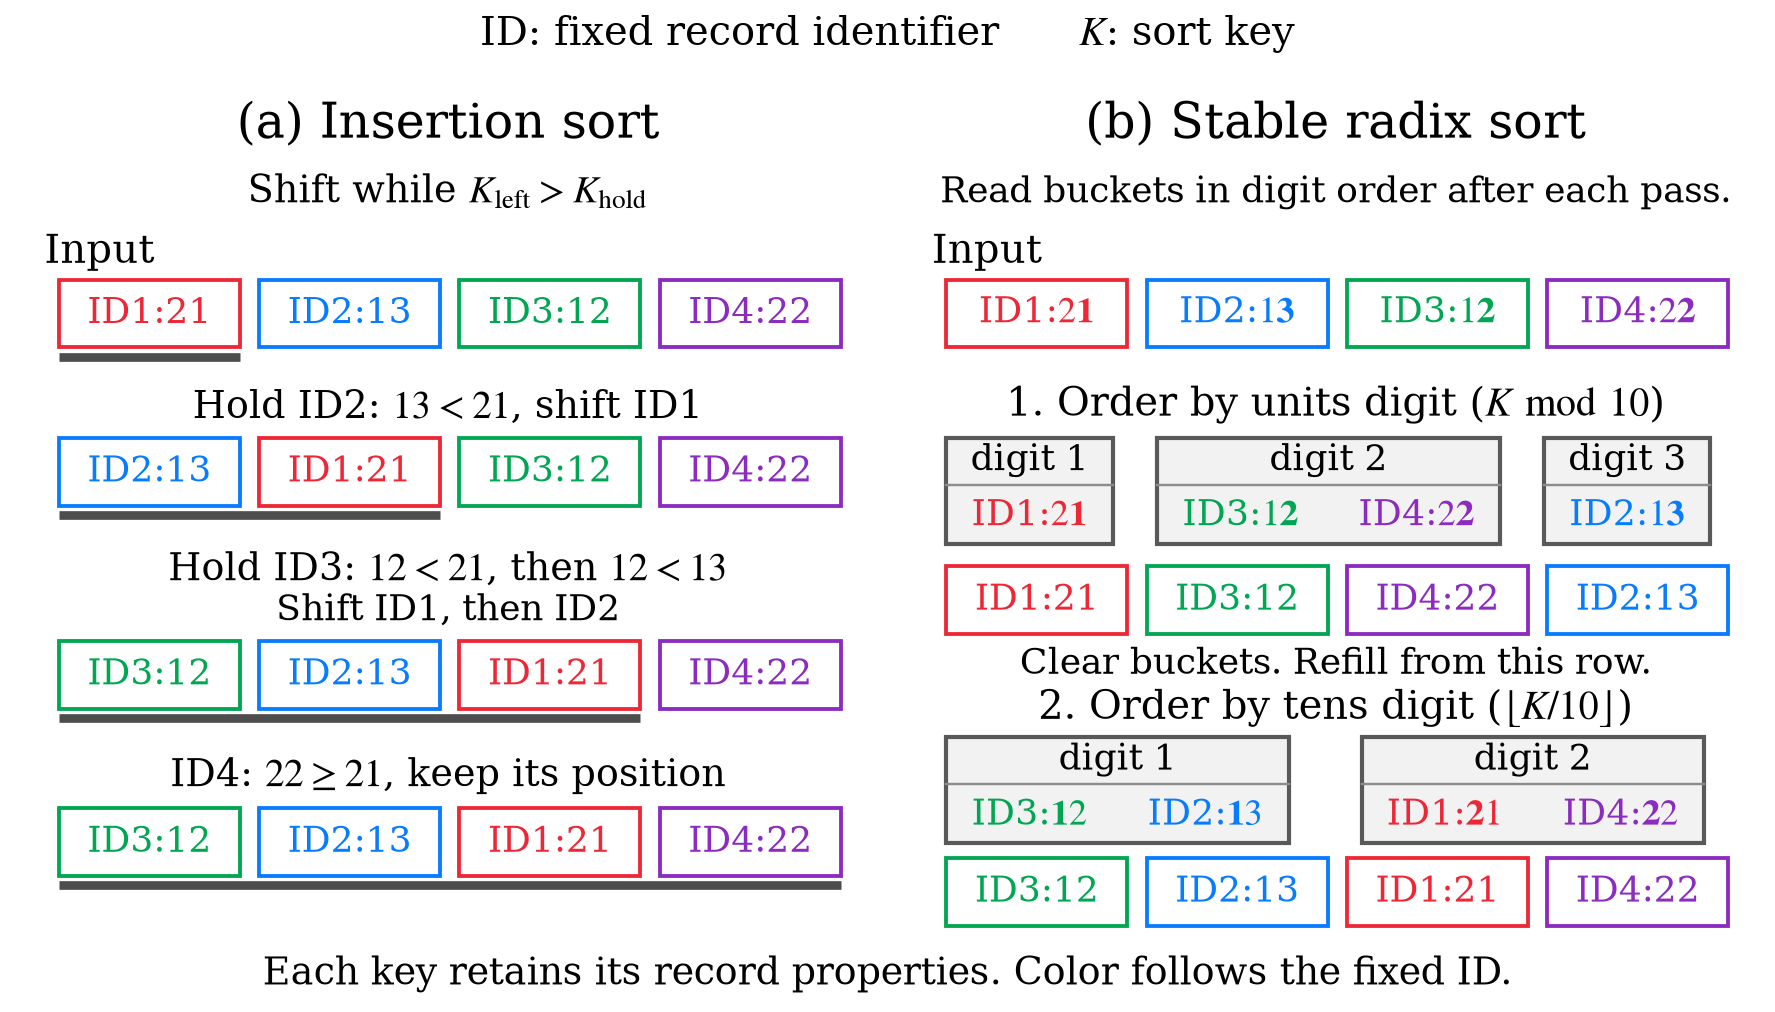 ID: fixed record identifier K: sort key
(a) Insertion sort
Shift while K_left > K_hold
Input
ID1:21 ID2:13 ID3:12 ID4:22
Hold ID2: 13 < 21, shift ID1
ID2:13 ID1:21 ID3:12 ID4:22
Hold ID3: 12 < 21, then 12 < 13
Shift ID1, then ID2
ID3:12 ID2:13 ID1:21 ID4:22
ID4: 22 ≥ 21, keep its position
ID3:12 ID2:13 ID1:21 ID4:22
(b) Stable radix sort
Read buckets in digit order after each pass.
Input
ID1:21 ID2:13 ID3:12 ID4:22
1. Order by units digit (K mod 10)
digit 1 digit 2 digit 3
ID1:21 ID3:12 ID4:22 ID2:13
ID1:21 ID3:12 ID4:22 ID2:13
Clear buckets. Refill from this row.
2. Order by tens digit (⌊K/10⌋)
digit 1 digit 2
ID3:12 ID2:13 ID1:21 ID4:22
ID3:12 ID2:13 ID1:21 ID4:22
Each key retains its record properties. Color follows the fixed ID.